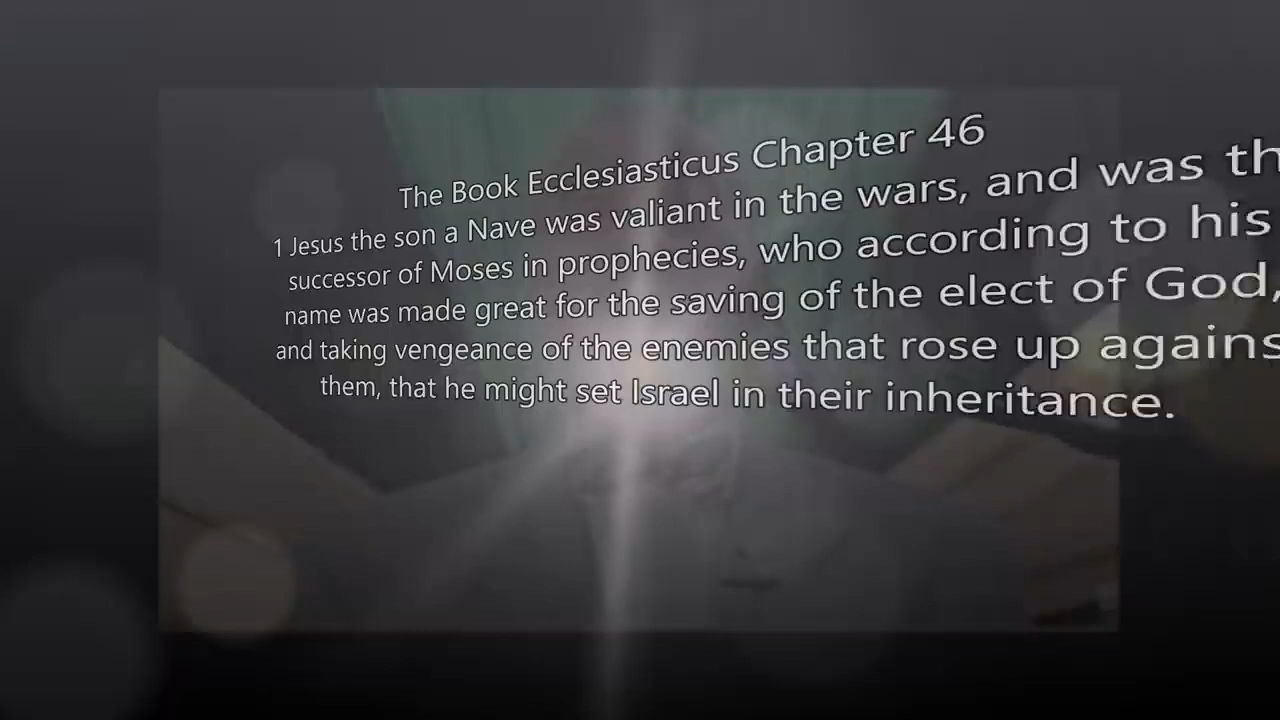 The Book Ecclesiasticus Chapter 46
1 Jesus the son a Nave was valiant in the wars, and was th
successor of Moses in prophecies, who according to his
name was made great for the saving of the elect of God,
and taking vengeance of the enemies that rose up agains
them, that he might set Israel in their inheritance.